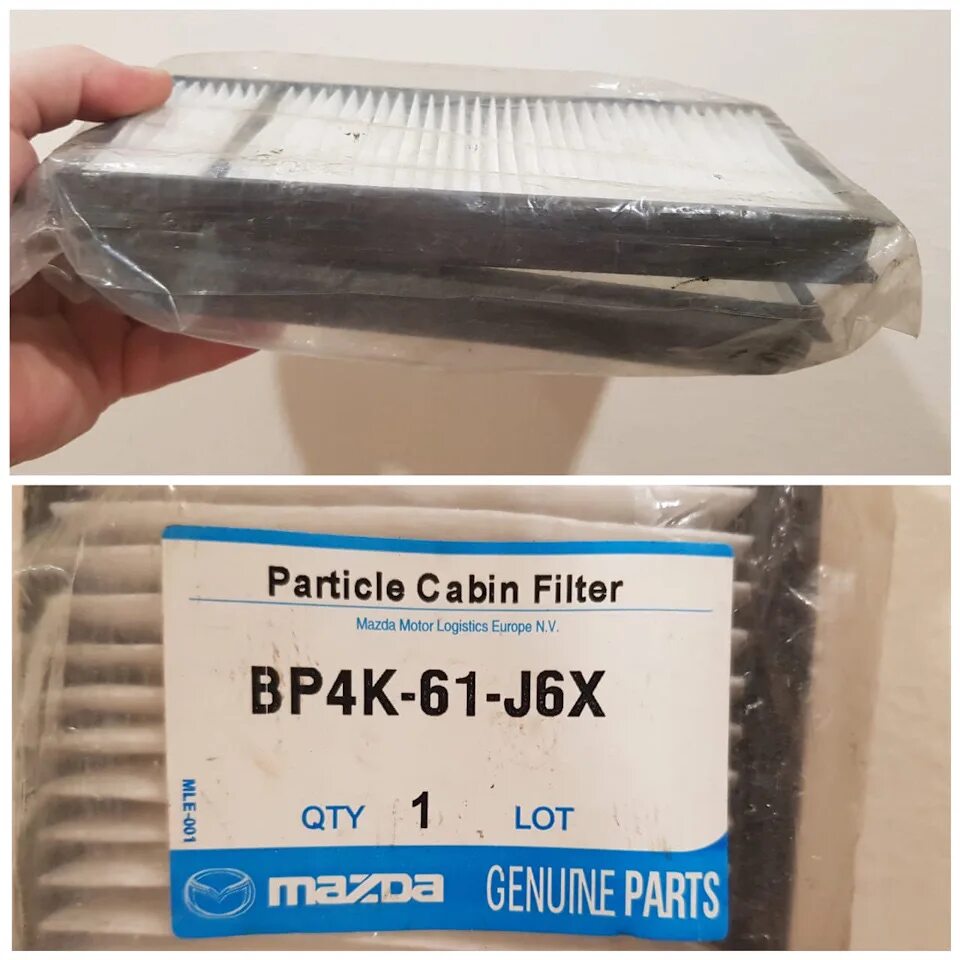 Particle Cabin Filter
Mazda Motor Logistics Europe N.V.
BP4K-61-J6X
MLE-001
QTY 1 LOT
mazda GENUINE PARTS